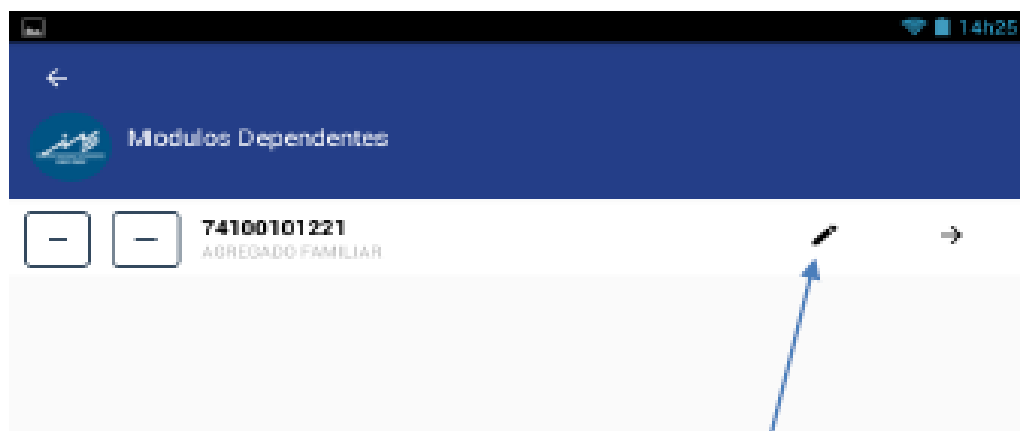 14h25
Modulos Dependentes
74100101221
AGREGADO FAMILIAR